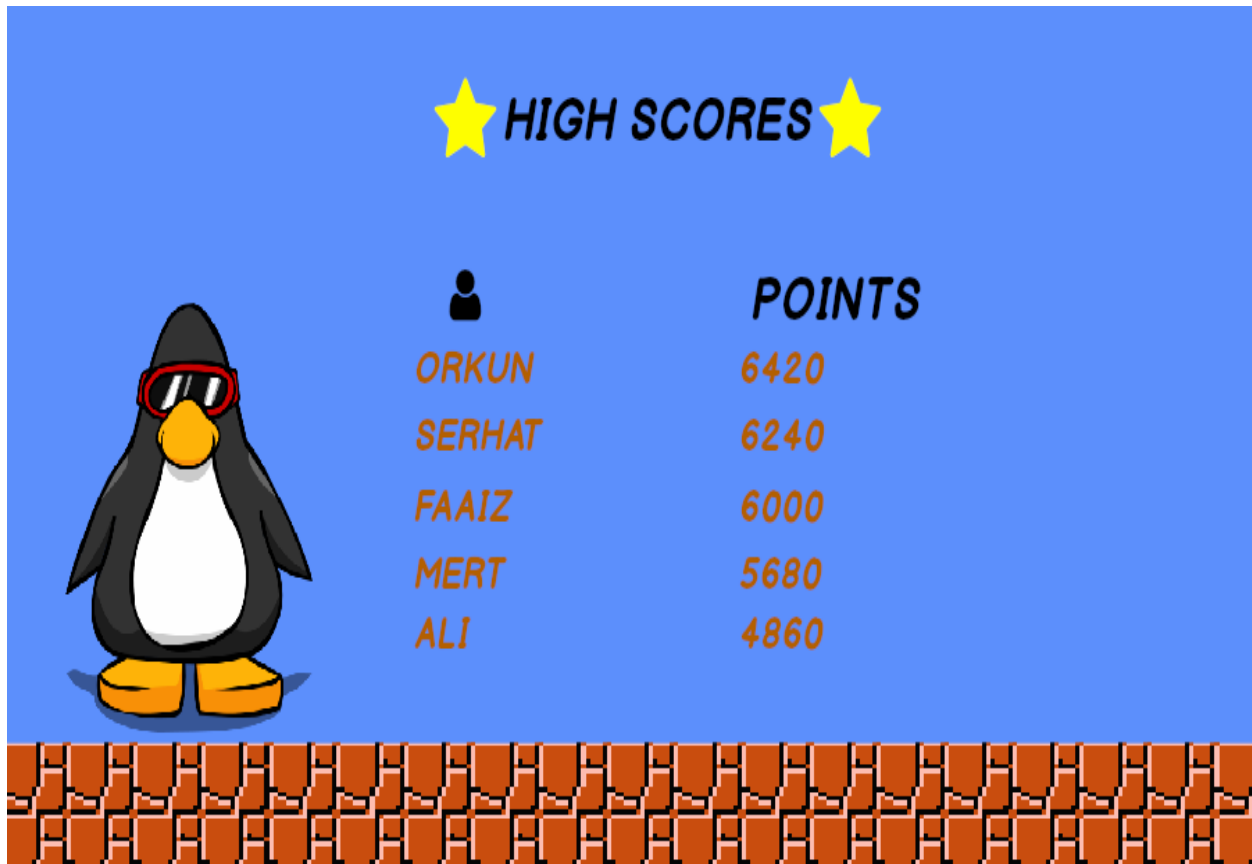 HIGH SCORES
POINTS
ORKUN 6420
SERHAT 6240
FAAIZ 6000
MERT 5680
ALI 4860